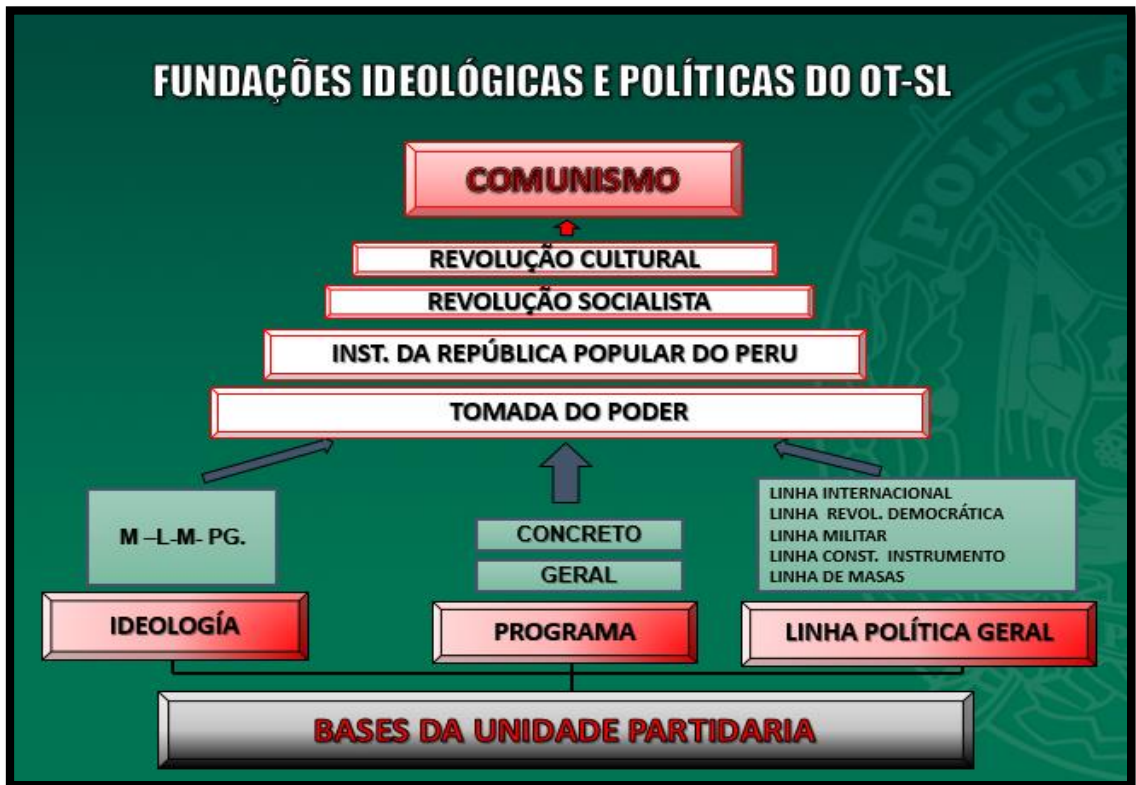 FUNDAÇÕES IDEOLÓGICAS E POLÍTICAS DO OT-SL
COMUNISMO
REVOLUÇÃO CULTURAL
REVOLUÇÃO SOCIALISTA
INST. DA REPÚBLICA POPULAR DO PERU
TOMADA DO PODER
M –L-M- PG.
IDEOLOGÍA
CONCRETO
GERAL
PROGRAMA
LINHA INTERNACIONAL
LINHA REVOL. DEMOCRÁTICA
LINHA MILITAR
LINHA CONST. INSTRUMENTO
LINHA DE MASAS
LINHA POLÍTICA GERAL
BASES DA UNIDADE PARTIDARIA
POLICIA
DE